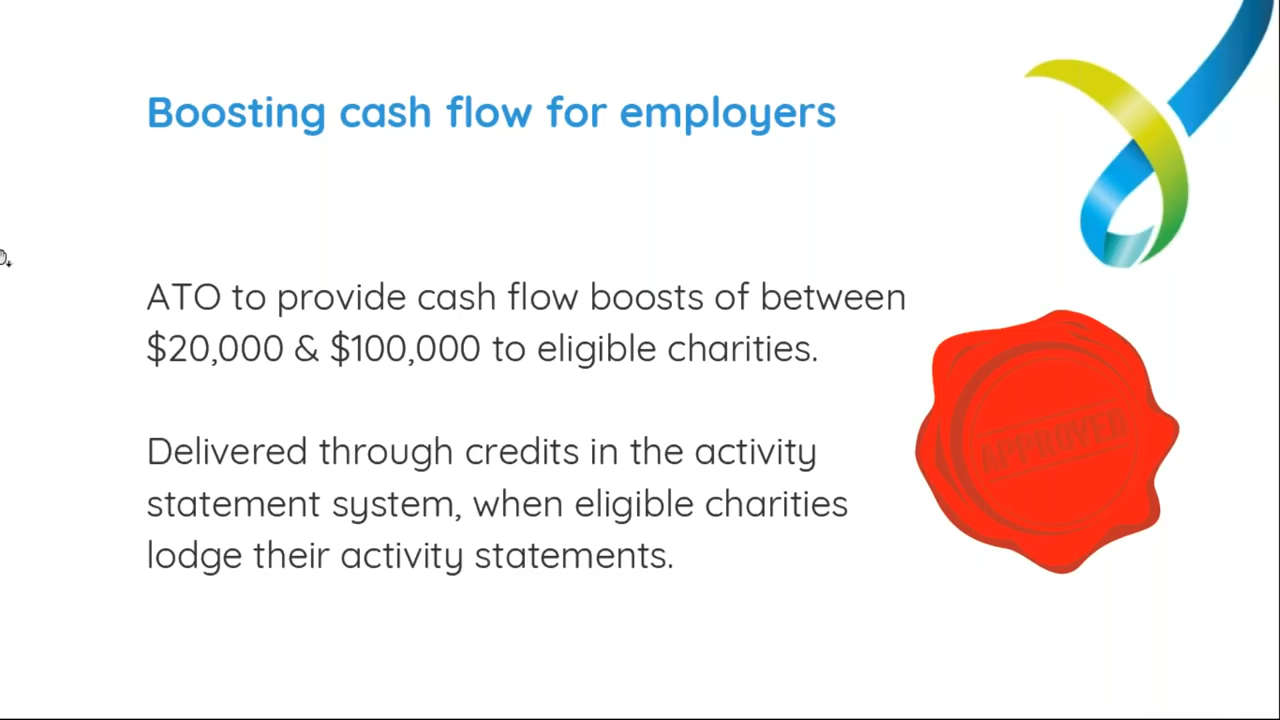 Boosting cash flow for employers
ATO to provide cash flow boosts of between
$20,000 & $100,000 to eligible charities.
APPROVED
Delivered through credits in the activity
statement system, when eligible charities
lodge their activity statements.